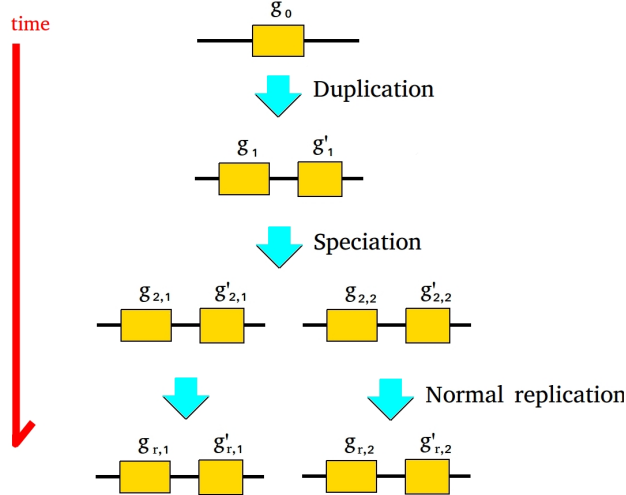 time
g₀
Duplication
g₁ g'₁
Speciation
g₂,₁ g'₂,₁ g₂,₂ g'₂,₂
Normal replication
gᵣ,₁ g'ᵣ,₁ gᵣ,₂ g'ᵣ,₂